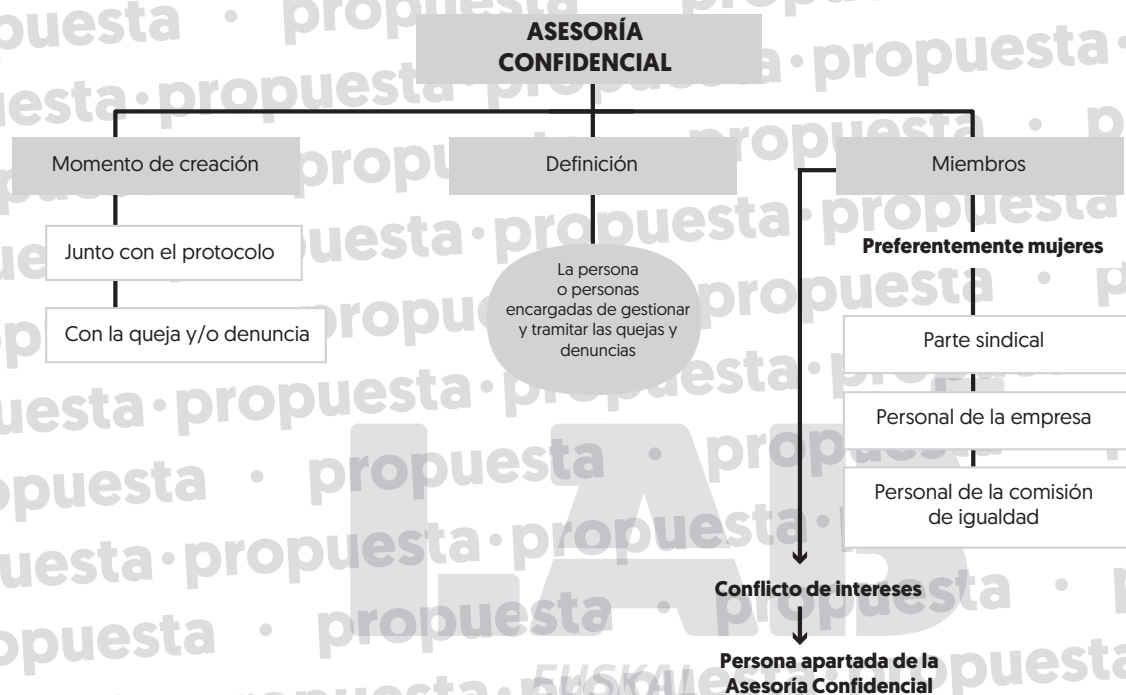 ASESORÍA
CONFIDENCIAL
Momento de creación
Definición
Miembros
Junto con el protocolo
Con la queja y/o denuncia
La persona
o personas
encargadas de gestionar
y tramitar las quejas y
denuncias
Preferentemente mujeres
Parte sindical
Personal de la empresa
Personal de la comisión
de igualdad
Conflicto de intereses
Persona apartada de la
Asesoría Confidencial
propuesta · propuesta
LAB
EUSKAL